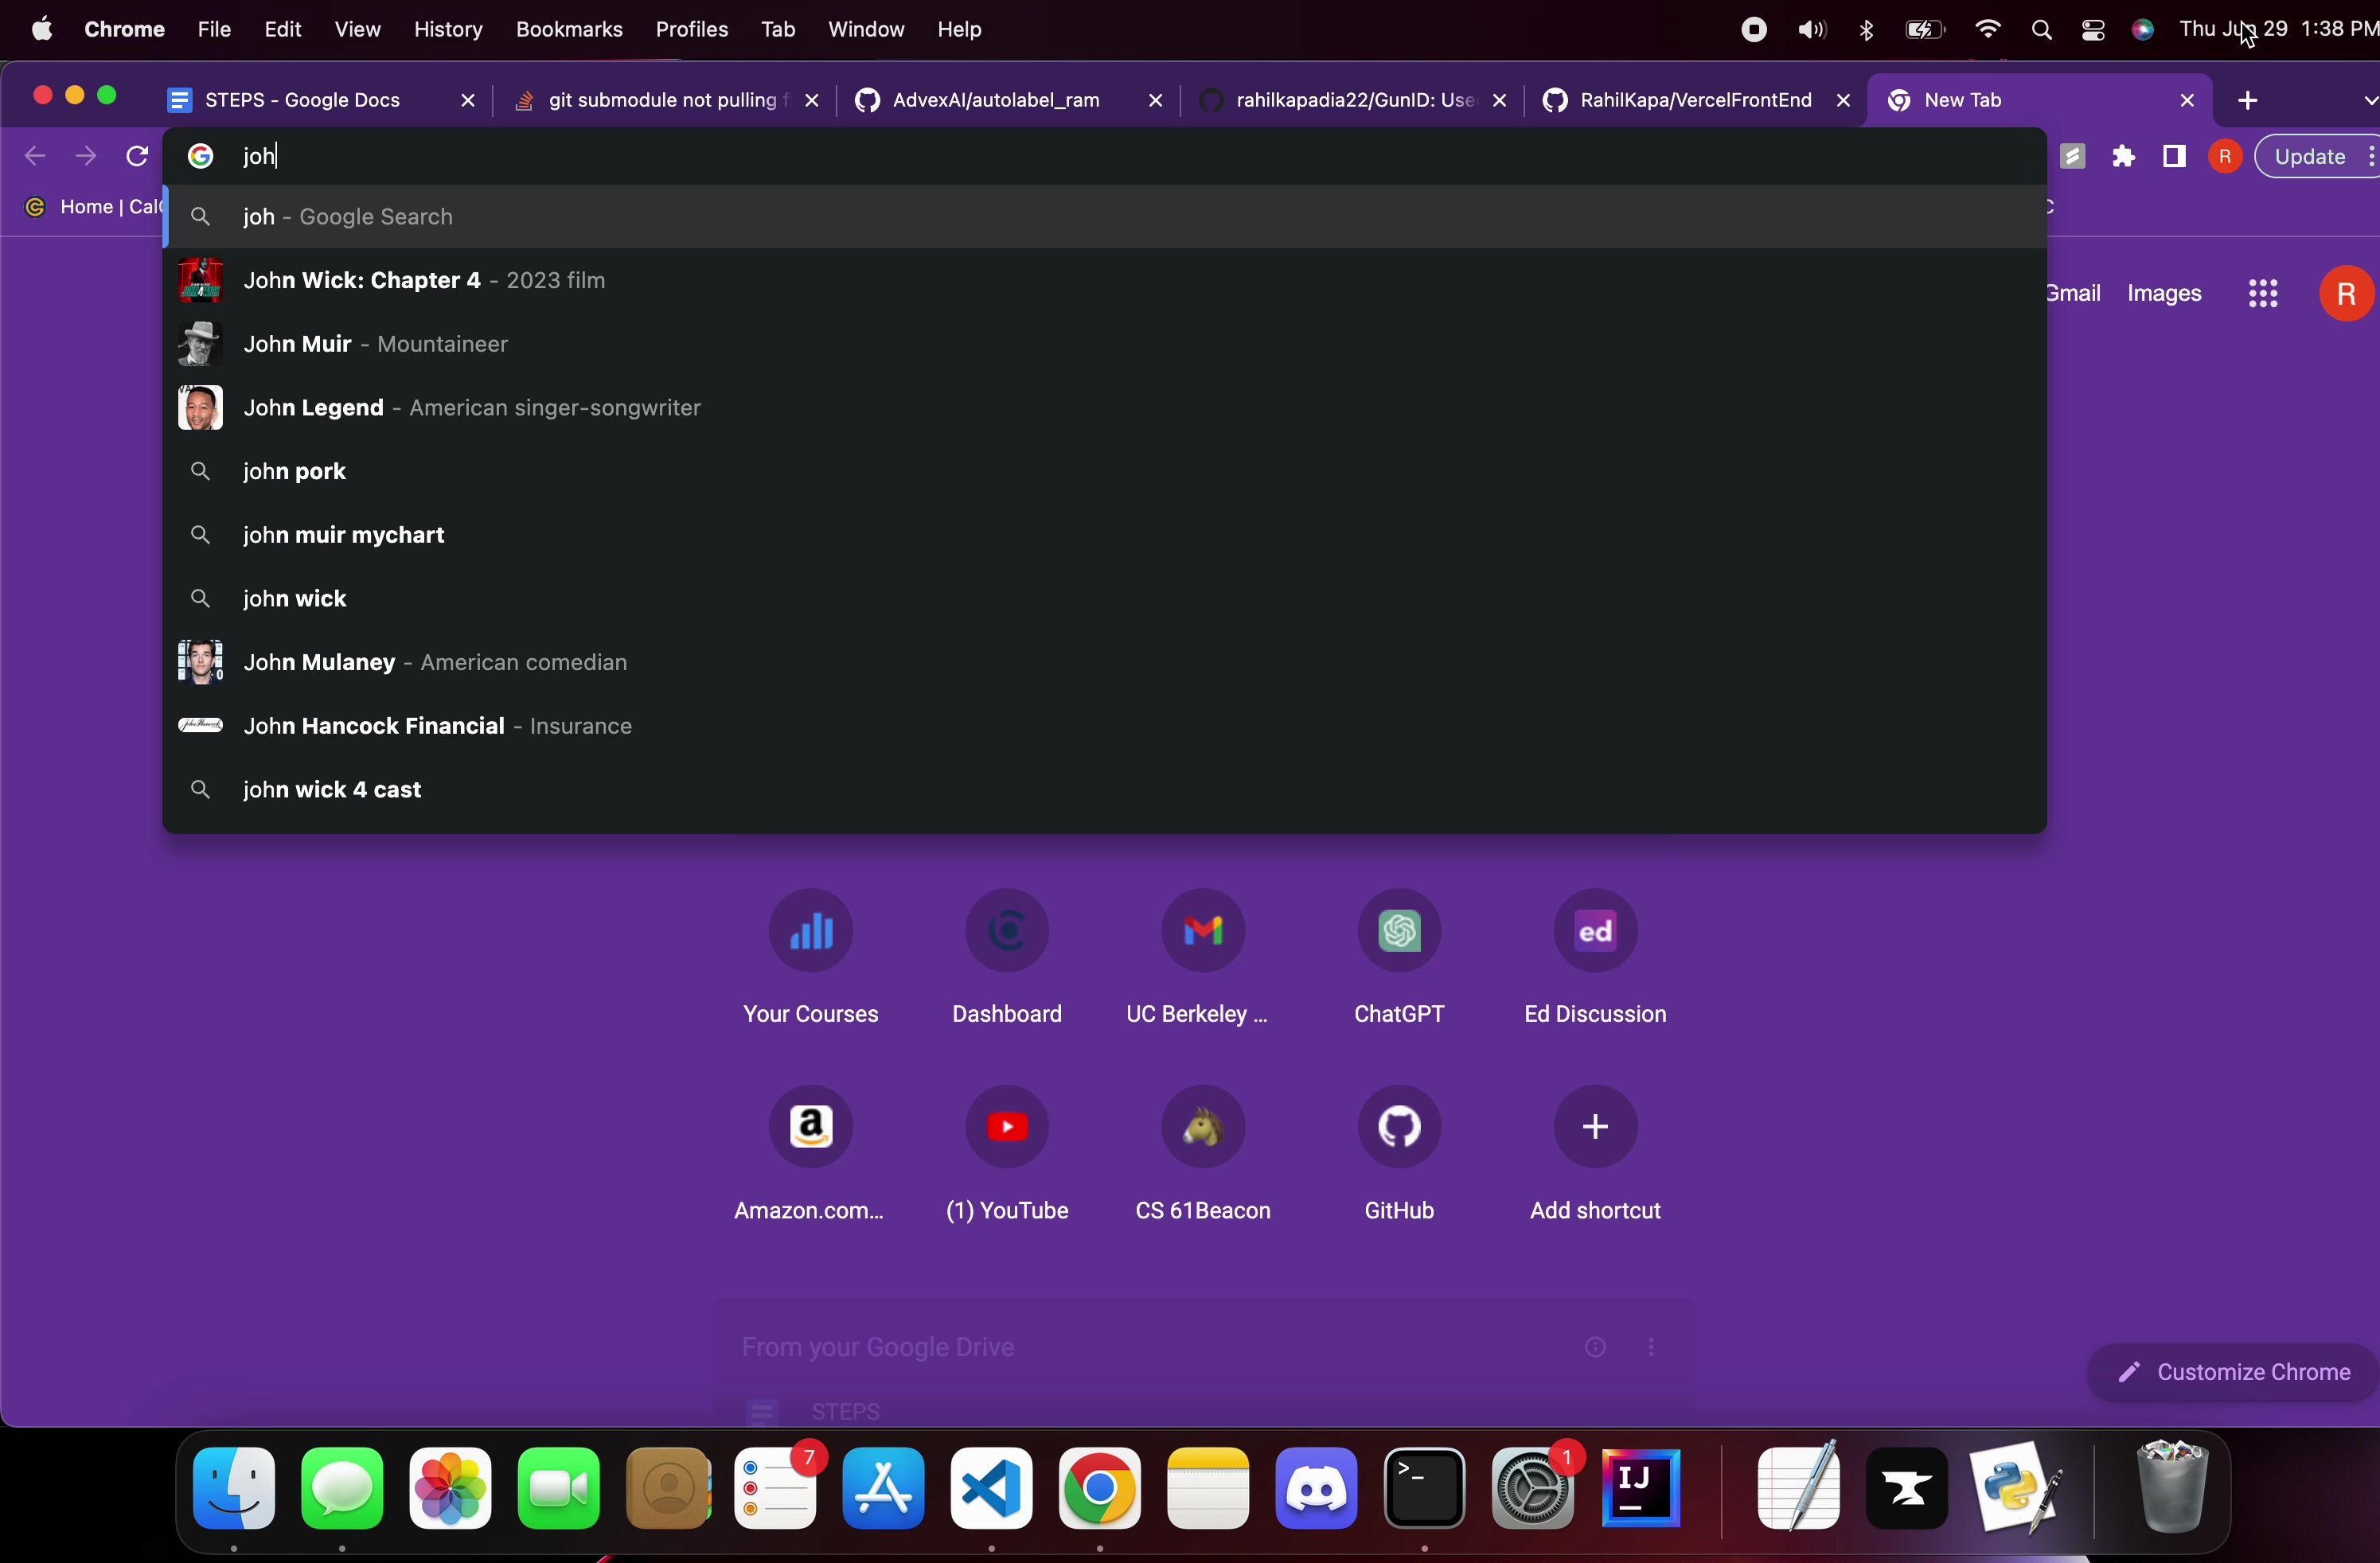 Chrome File Edit View History Bookmarks Profiles Tab Window Help Thu Jun 29 1:38 PM
STEPS - Google Docs git submodule not pulling f AdvexAI/autolabel_ram rahilkapadia22/GunID: Use RahilKapa/VercelFrontEnd New Tab
joh R Update
Home | Cal
joh - Google Search
John Wick: Chapter 4 - 2023 film
Gmail Images R
John Muir - Mountaineer
John Legend - American singer-songwriter
john pork
john muir mychart
john wick
John Mulaney - American comedian
John Hancock Financial - Insurance
john wick 4 cast
ed
Your Courses Dashboard UC Berkeley ... ChatGPT Ed Discussion
a
Amazon.com... (1) YouTube CS 61Beacon GitHub Add shortcut
From your Google Drive
Customize Chrome
STEPS
7 1
>_ IJ